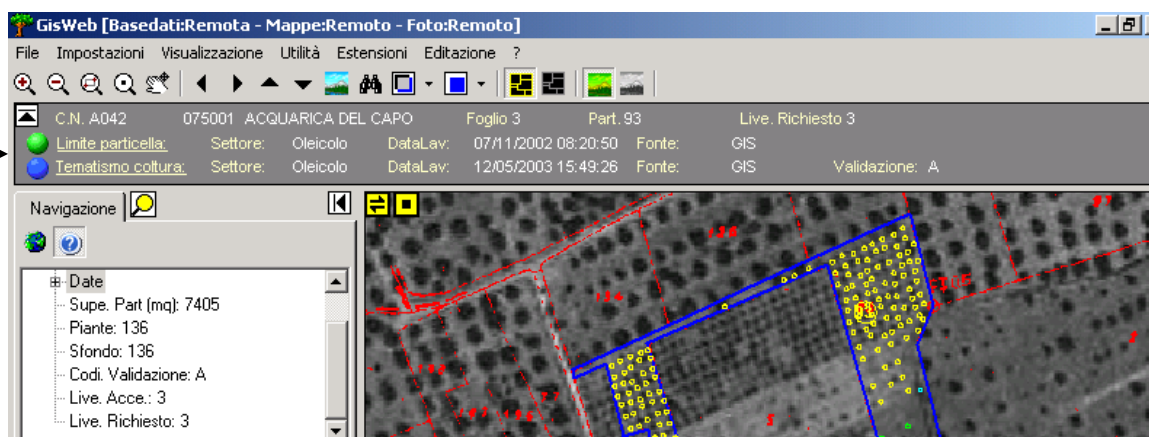 GisWeb [Basedati:Remota - Mappe:Remoto - Foto:Remoto]
File Impostazioni Visualizzazione Utilità Estensioni Editazione ?
C.N. A042 075001 ACQUARICA DEL CAPO Foglio 3 Part. 93 Live. Richiesto 3
Limite particella: Settore: Oleicolo DataLav: 07/11/2002 08:20:50 Fonte: GIS
Tematismo coltura: Settore: Oleicolo DataLav: 12/05/2003 15:49:26 Fonte: GIS Validazione: A
Navigazione
Date
Supe. Part (mq): 7405
Piante: 136
Sfondo: 136
Codi. Validazione: A
Live. Acce.: 3
Live. Richiesto: 3
5